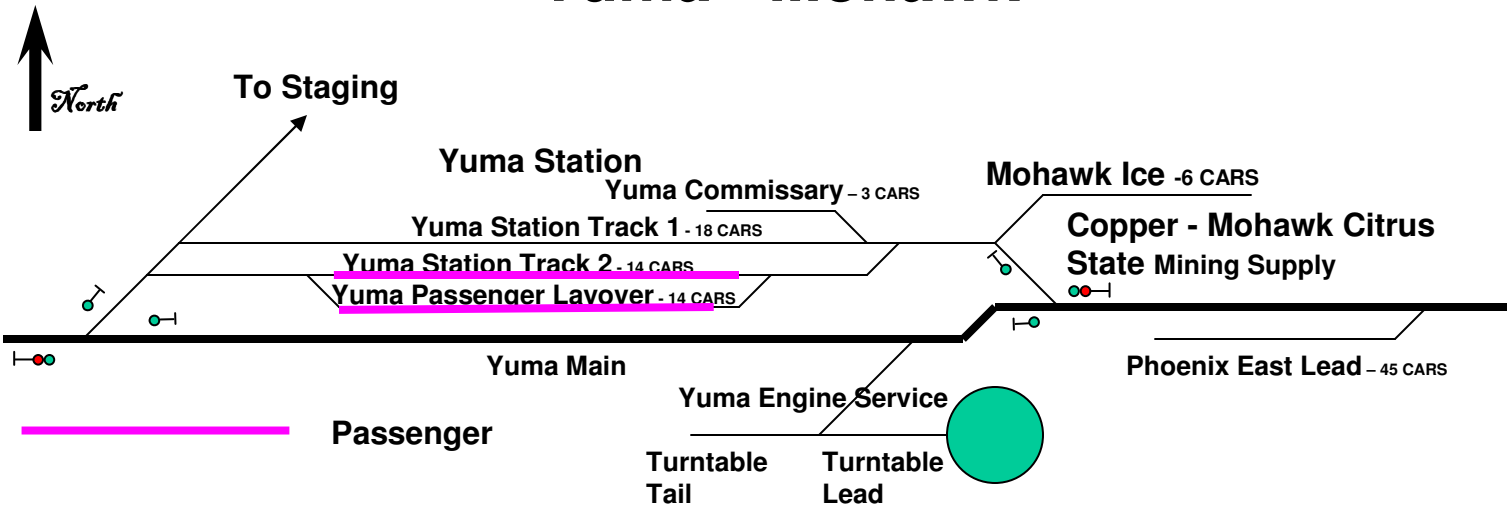 Yuma - Mohawk
North
To Staging
Yuma Station
Yuma Commissary – 3 CARS
Mohawk Ice -6 CARS
Yuma Station Track 1 - 18 CARS
Copper - Mohawk Citrus
State Mining Supply
Yuma Station Track 2 - 14 CARS
Yuma Passenger Layover - 14 CARS
Yuma Main
Phoenix East Lead – 45 CARS
Yuma Engine Service
Passenger
Turntable
Tail
Turntable
Lead